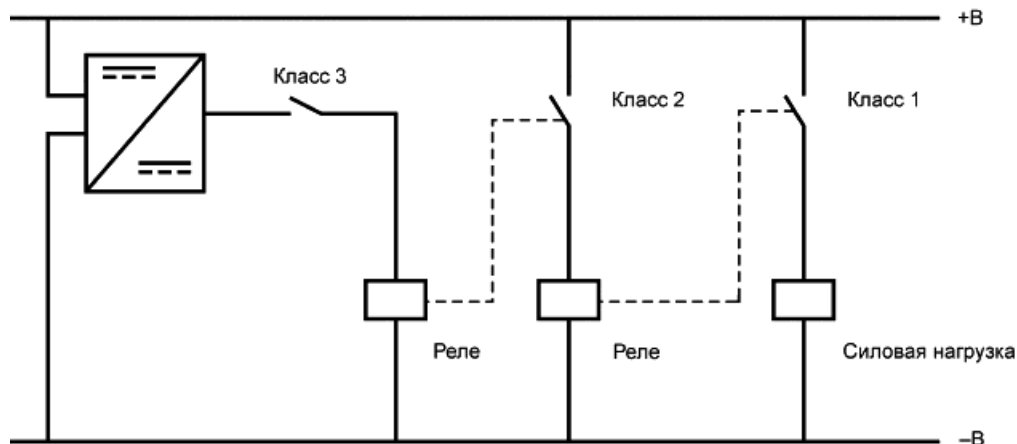 +В
Класс 3
Класс 2
Класс 1
Реле
Реле
Силовая нагрузка
–В